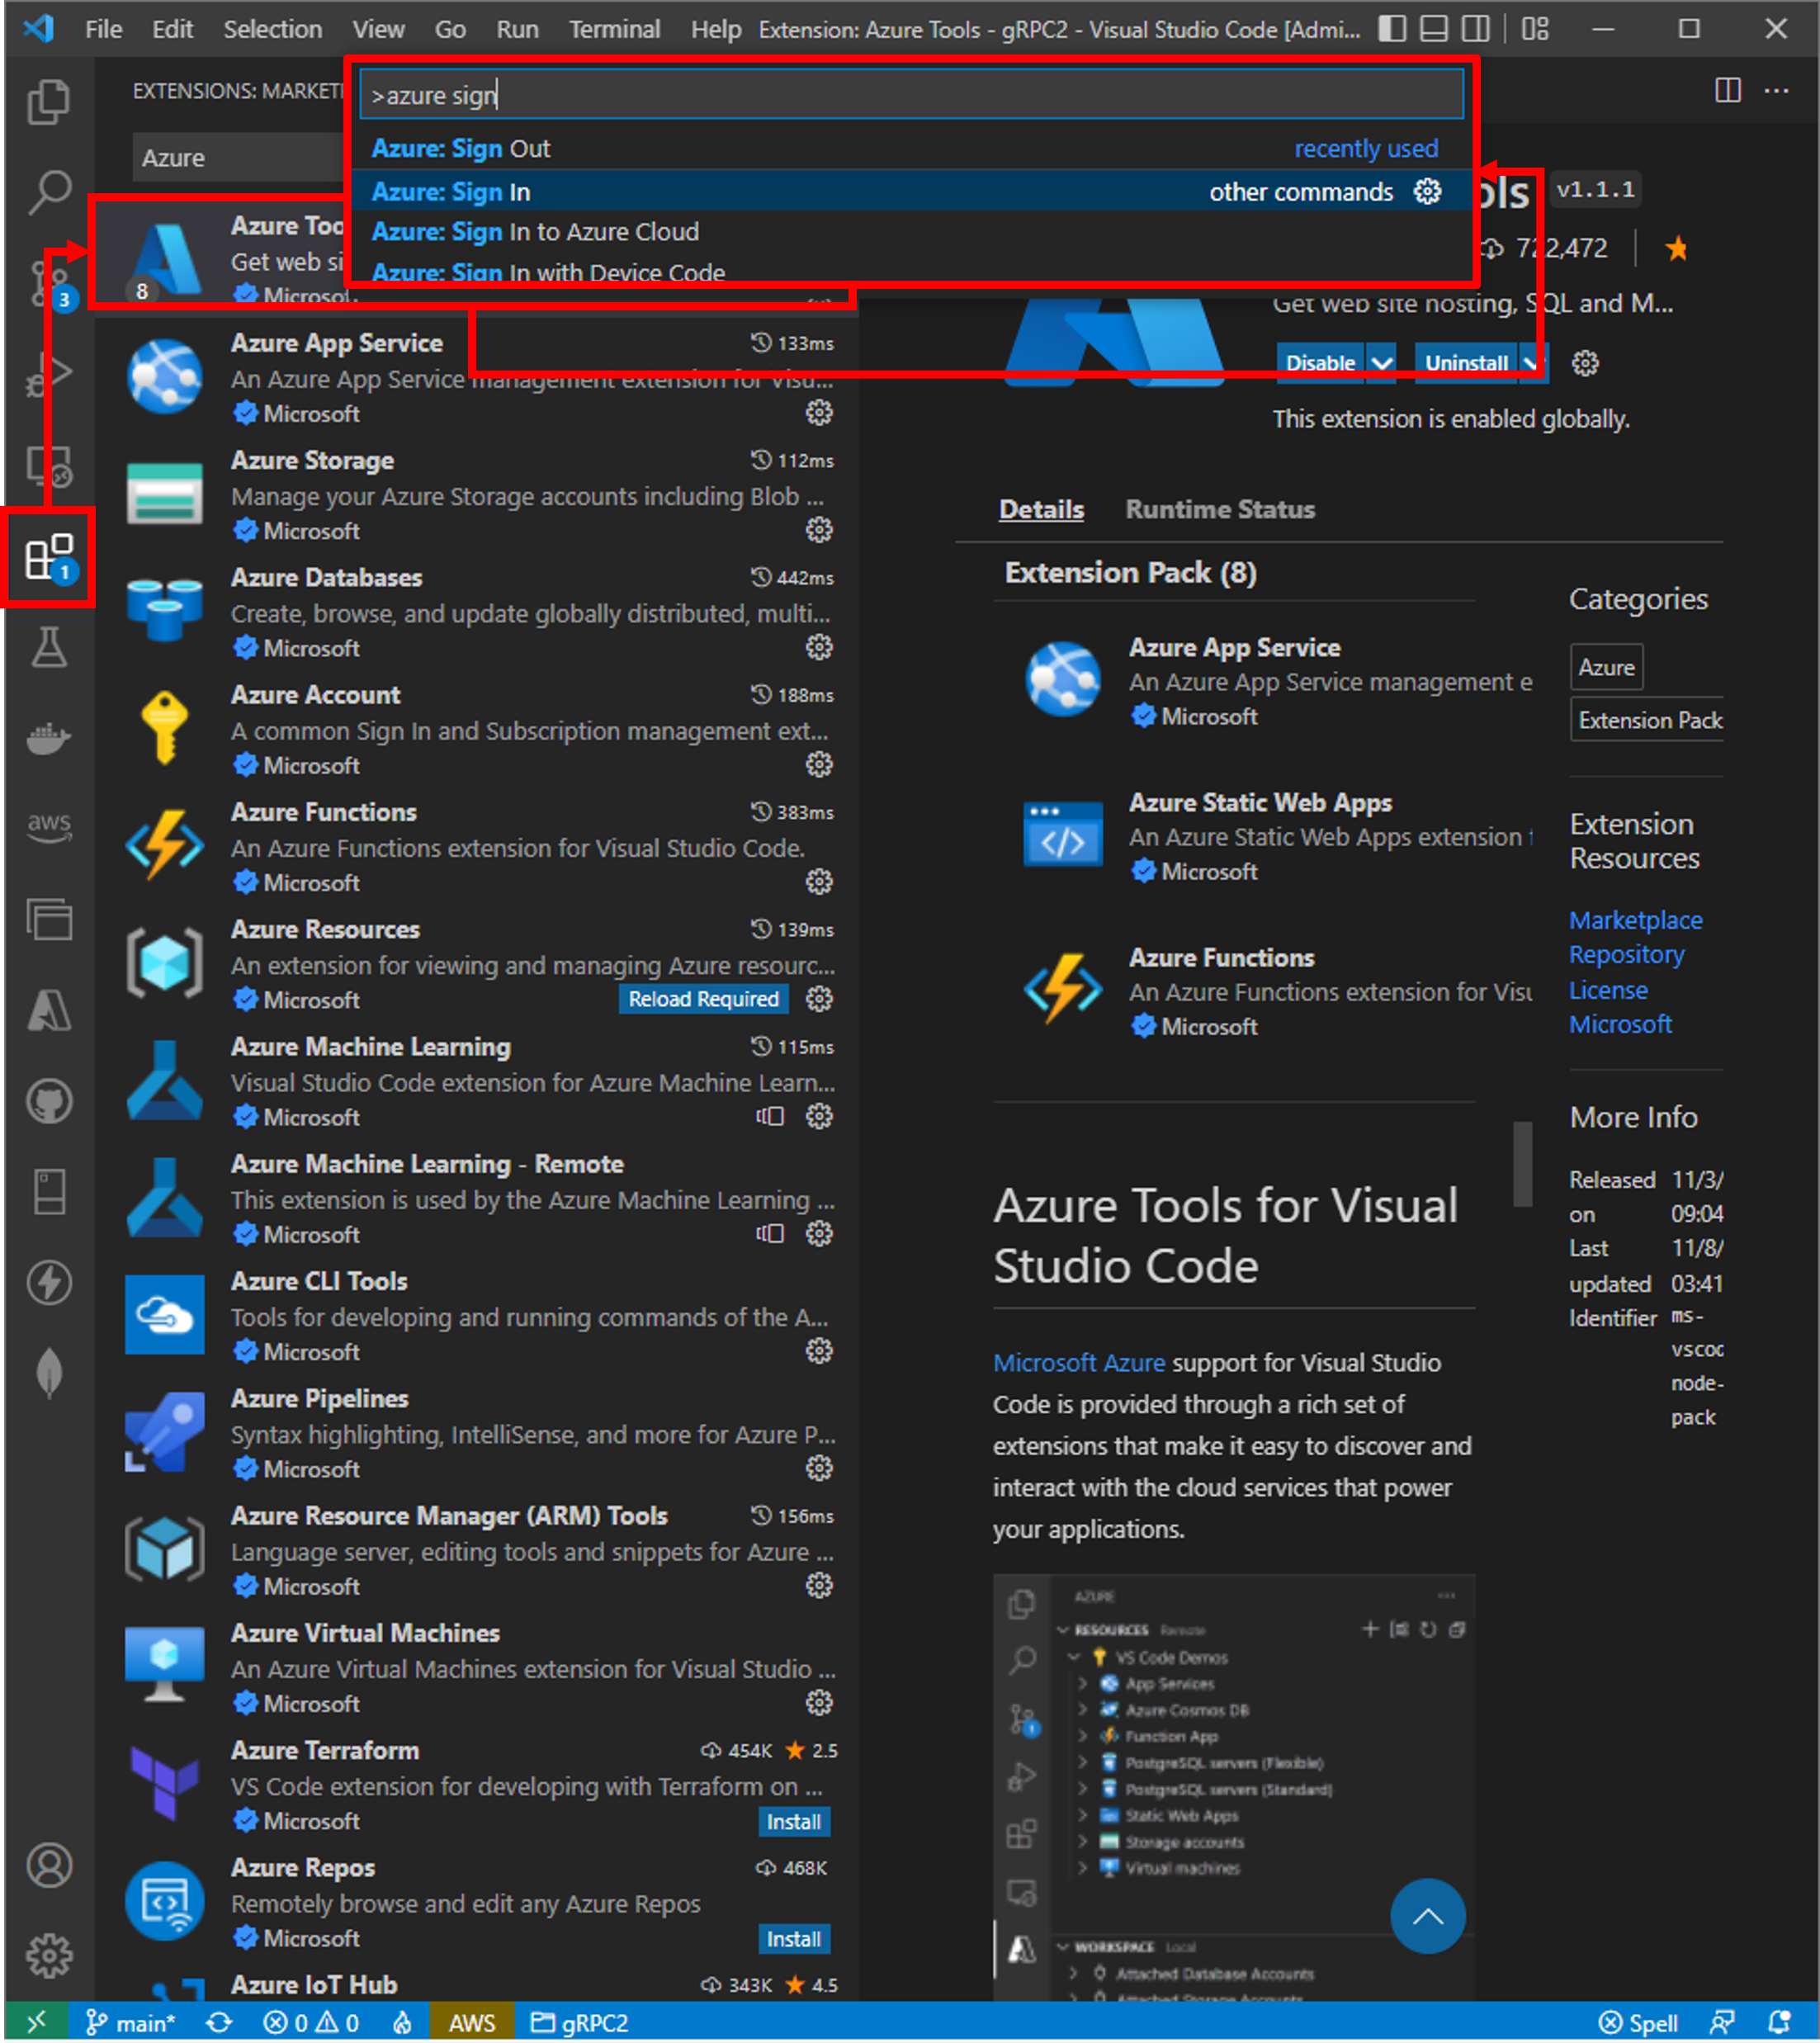 File Edit Selection View Go Run Terminal Help Extension: Azure Tools - gRPC2 - Visual Studio Code [Admi...
EXTENSIONS: MARKET
>azure sign
Azure: Sign Out recently used
Azure: Sign In other commands
Azure: Sign In to Azure Cloud
Azure: Sign In with Device Code
Azure
Azure Too
Get web si
Microsoft
8
3
1
Azure App Service 133ms
An Azure App Service management extension for Visu...
Microsoft
Azure Storage 112ms
Manage your Azure Storage accounts including Blob ...
Microsoft
Azure Databases 442ms
Create, browse, and update globally distributed, multi...
Microsoft
Azure Account 188ms
A common Sign In and Subscription management ext...
Microsoft
Azure Functions 383ms
An Azure Functions extension for Visual Studio Code.
Microsoft
Azure Resources 139ms
An extension for viewing and managing Azure resourc...
Microsoft Reload Required
Azure Machine Learning 115ms
Visual Studio Code extension for Azure Machine Learn...
Microsoft
Azure Machine Learning - Remote
This extension is used by the Azure Machine Learning ...
Microsoft
Azure CLI Tools
Tools for developing and running commands of the A...
Microsoft
Azure Pipelines
Syntax highlighting, IntelliSense, and more for Azure P...
Microsoft
Azure Resource Manager (ARM) Tools 156ms
Language server, editing tools and snippets for Azure ...
Microsoft
Azure Virtual Machines
An Azure Virtual Machines extension for Visual Studio ...
Microsoft
Azure Terraform 454K 2.5
VS Code extension for developing with Terraform on ...
Microsoft Install
Azure Repos 468K
Remotely browse and edit any Azure Repos
Microsoft Install
Azure IoT Hub 343K 4.5
aws
ols v1.1.1
722,472
Get web site hosting, SQL and M...
Disable Uninstall
This extension is enabled globally.
Details Runtime Status
Extension Pack (8)
Azure App Service
An Azure App Service management e
Microsoft
Azure Static Web Apps
An Azure Static Web Apps extension f
Microsoft
Azure Functions
An Azure Functions extension for Visu
Microsoft
Azure Tools for Visual
Studio Code
Microsoft Azure support for Visual Studio
Code is provided through a rich set of
extensions that make it easy to discover and
interact with the cloud services that power
your applications.
AZURE
RESOURCES Remote
VS Code Demos
App Services
Azure Cosmos DB
Function App
PostgreSQL servers (Flexible)
PostgreSQL servers (Standard)
Static Web Apps
Storage accounts
Virtual machines
WORKSPACE Local
Attached Database Accounts
Attached Storage Accounts
Categories
Azure
Extension Pack
Extension
Resources
Marketplace
Repository
License
Microsoft
More Info
Released 11/3/
on 09:04
Last 11/8/
updated 03:41
Identifier ms-
vscod
node-
pack
main* 0 0 AWS gRPC2 Spell